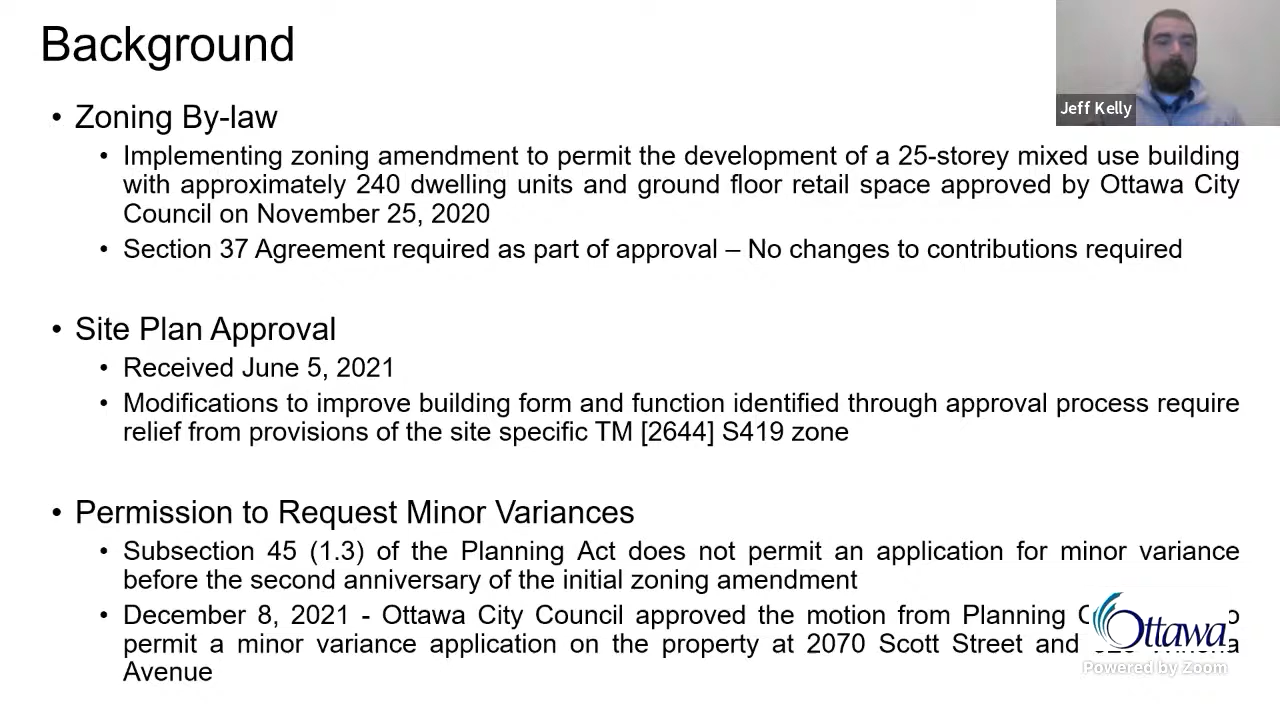 Background
Jeff Kelly
• Zoning By-law
• Implementing zoning amendment to permit the development of a 25-storey mixed use building
with approximately 240 dwelling units and ground floor retail space approved by Ottawa City
Council on November 25, 2020
• Section 37 Agreement required as part of approval – No changes to contributions required
• Site Plan Approval
• Received June 5, 2021
• Modifications to improve building form and function identified through approval process require
relief from provisions of the site specific TM [2644] S419 zone
• Permission to Request Minor Variances
• Subsection 45 (1.3) of the Planning Act does not permit an application for minor variance
before the second anniversary of the initial zoning amendment
• December 8, 2021 - Ottawa City Council approved the motion from Planning
permit a minor variance application on the property at 2070 Scott Street and
Avenue
Ottawa
Powered by Zoom